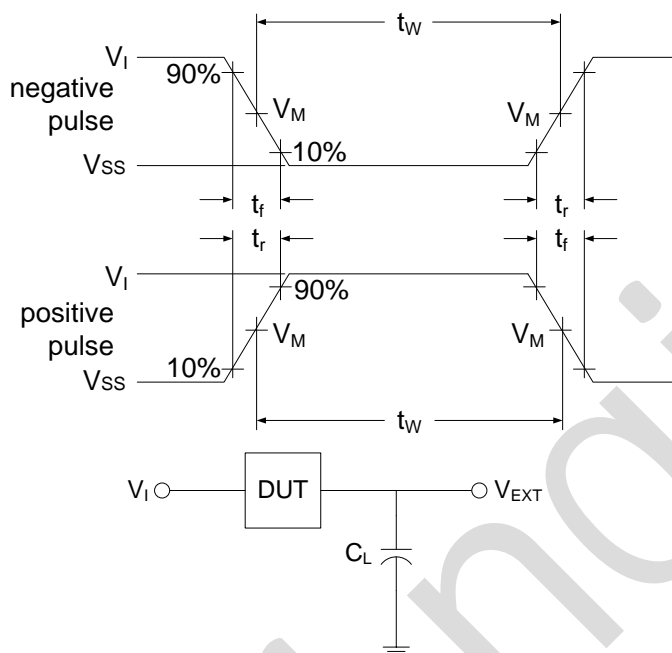 tW
VI
90%
negative
pulse
VM
VM
10%
VSS
tf
tr
tr
tf
VI
90%
positive
pulse
VM
VM
10%
VSS
tW
VI
DUT
VEXT
CL